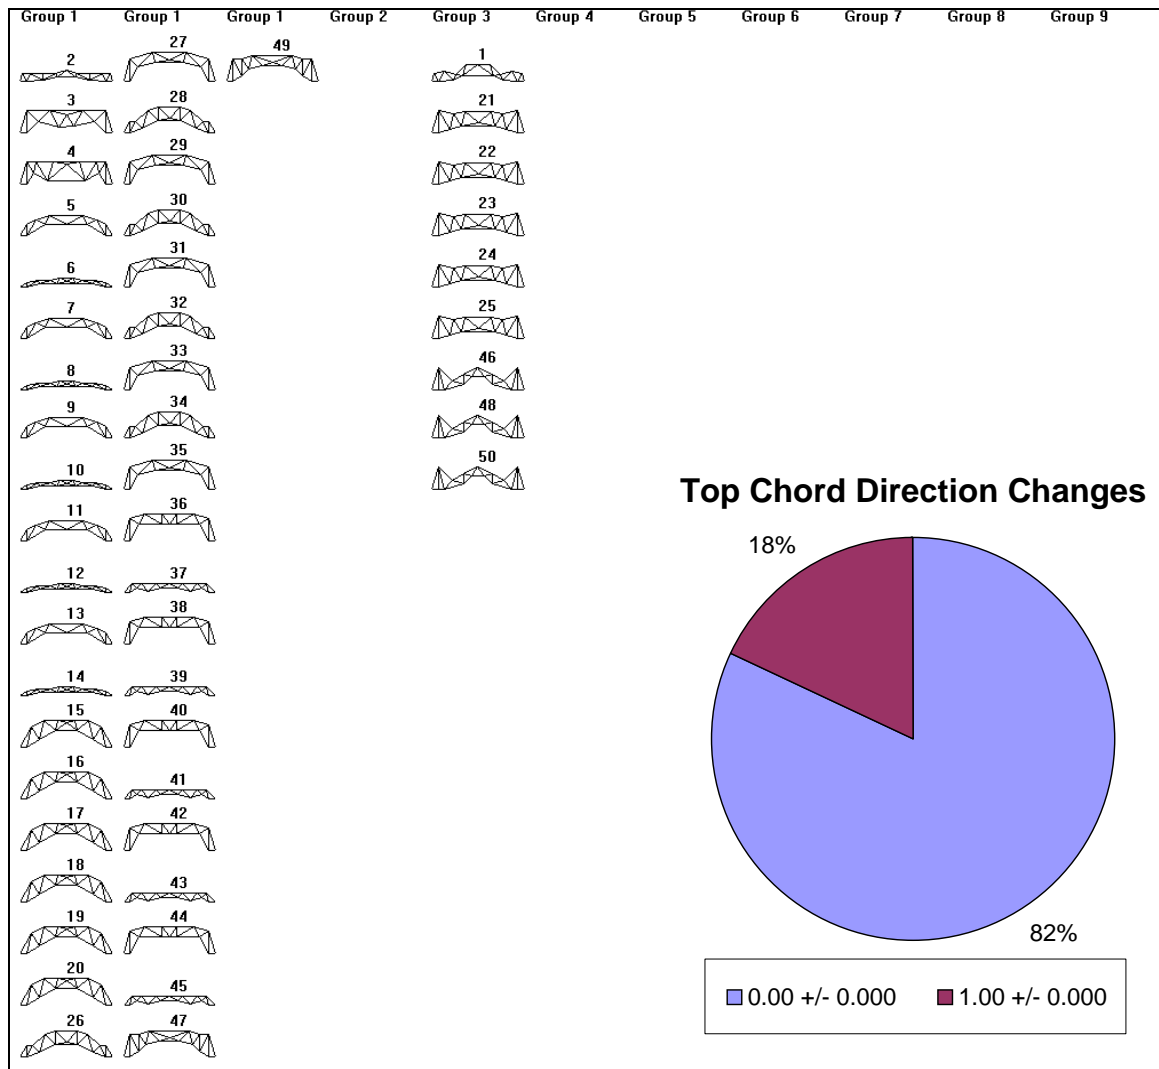 Group 1 Group 1 Group 1 Group 2 Group 3 Group 4 Group 5 Group 6 Group 7 Group 8 Group 9
2 27 49 1
3 28 21
4 29 22
5 30 23
6 31 24
7 32 25
8 33 46
9 34 48
10 35 50
11 36
12 37
13 38
14 39
15 40
16 41
17 42
18 43
19 44
20 45
26 47
Top Chord Direction Changes
18%
82%
0.00 +/- 0.000 1.00 +/- 0.000